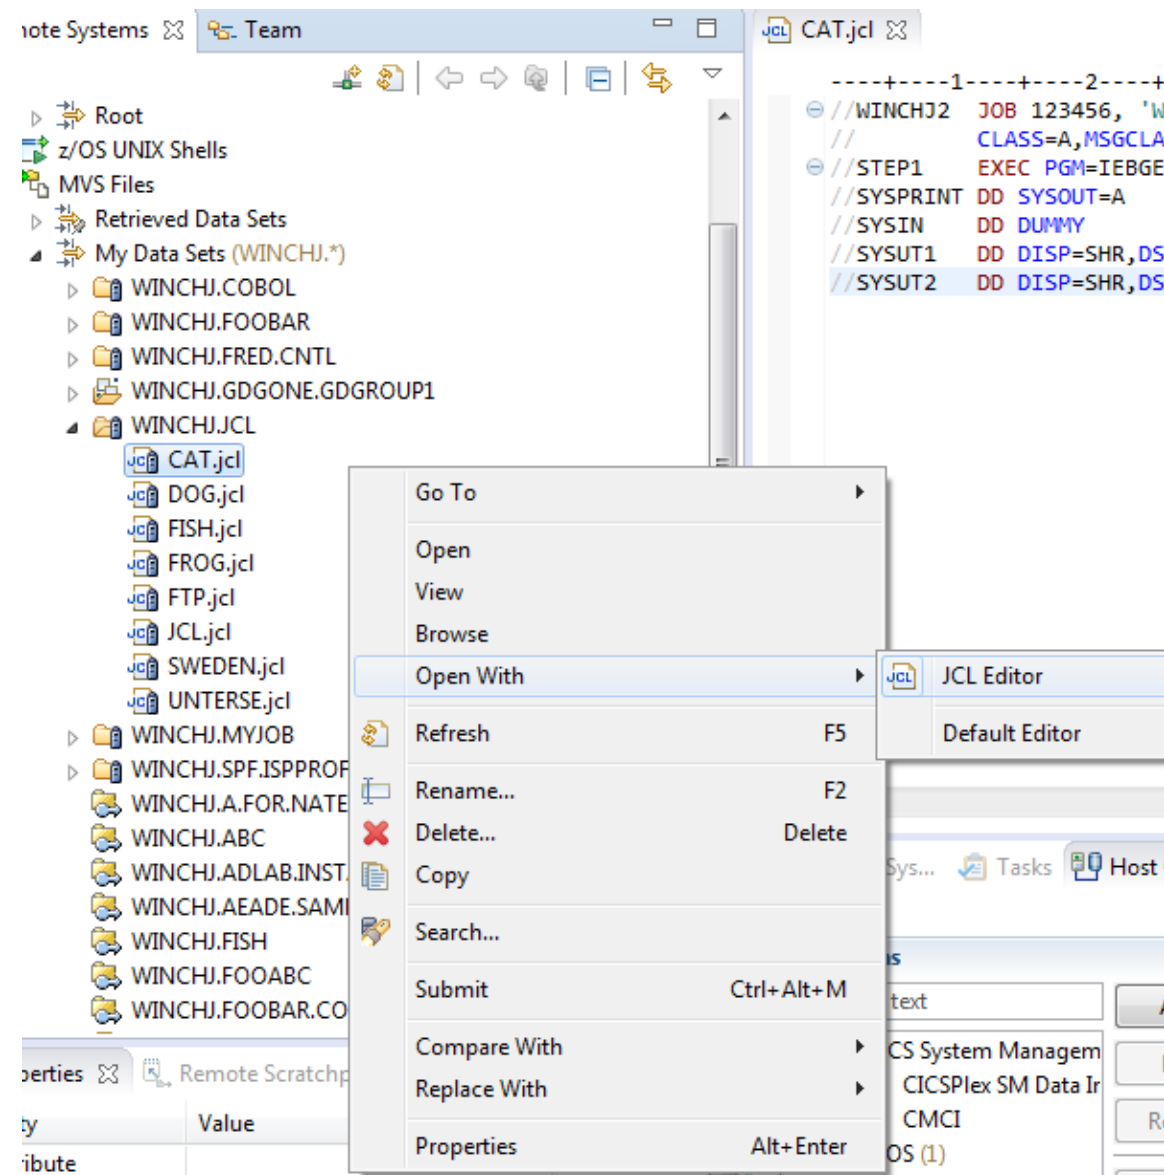 note Systems
Team
Root
z/OS UNIX Shells
MVS Files
Retrieved Data Sets
My Data Sets (WINCHJ.*)
WINCHJ.COBOL
WINCHJ.FOOBAR
WINCHJ.FRED.CNTL
WINCHJ.GDGONE.GDGROUP1
WINCHJ.JCL
CAT.jcl
DOG.jcl
FISH.jcl
FROG.jcl
FTP.jcl
JCL.jcl
SWEDEN.jcl
UNTERSE.jcl
WINCHJ.MYJOB
WINCHJ.SPF.ISPPROF
WINCHJ.A.FOR.NATE
WINCHJ.ABC
WINCHJ.ADLAB.INST.
WINCHJ.AEADE.SAM
WINCHJ.FISH
WINCHJ.FOOABC
WINCHJ.FOOBAR.CO
CAT.jcl
----+----1----+----2----+
//WINCHJ2  JOB 123456, 'W
//         CLASS=A,MSGCLA
//STEP1    EXEC PGM=IEBGE
//SYSPRINT DD SYSOUT=A
//SYSIN    DD DUMMY
//SYSUT1   DD DISP=SHR,DS
//SYSUT2   DD DISP=SHR,DS
Go To
Open
View
Browse
Open With
Refresh F5
Rename... F2
Delete... Delete
Copy
Search...
Submit Ctrl+Alt+M
Compare With
Replace With
Properties Alt+Enter
JCL Editor
Default Editor
Sys...
Tasks
Host
text
CS System Managem
CICSPlex SM Data Ir
CMCI
OS (1)
R
perties
Remote Scratchp
ty
Value
ribute